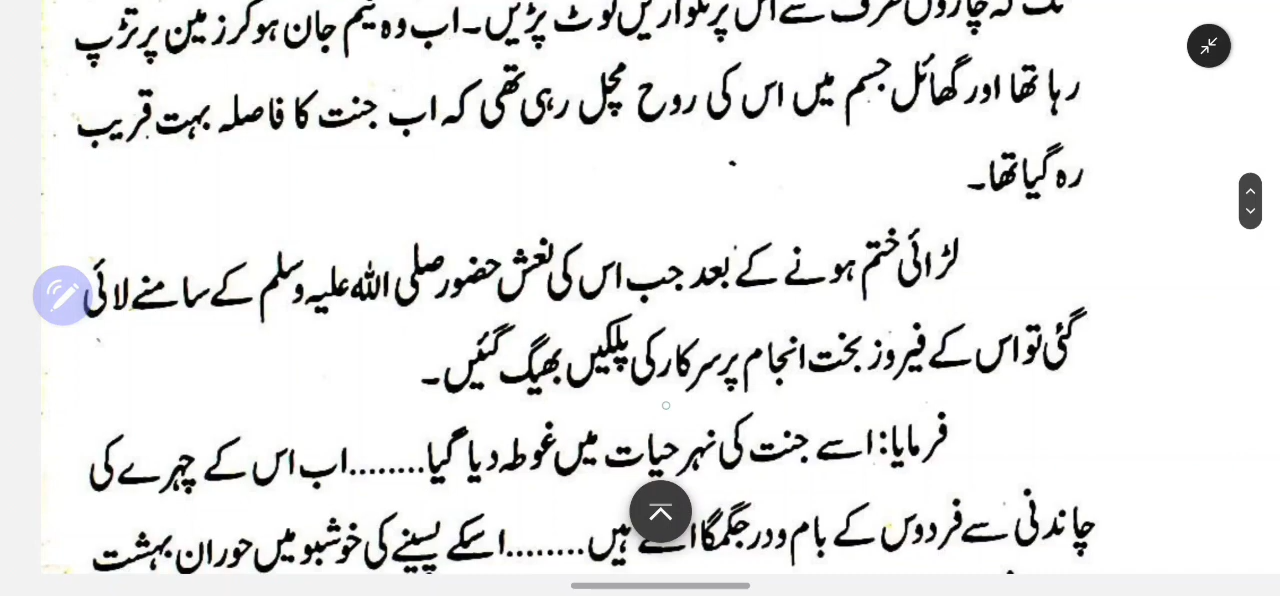 تک کہ چاروں طرف سے اس پر تلواریں ٹوٹ پڑیں۔ اب وہ نیم جان ہو کر زمین پر تڑپ
رہا تھا اور گھائل جسم میں اس کی روح مچل رہی تھی کہ اب جنت کا فاصلہ بہت قریب
رہ گیا تھا۔
لڑائی ختم ہونے کے بعد جب اس کی نعش حضور صلی اللہ علیہ وسلم کے سامنے لائی
گئی تو اس کے فیروز بخت انجام پر سرکار کی پلکیں بھیگ گئیں۔
فرمایا: اسے جنت کی نہر حیات میں غوطہ دیا گیا........اب اس کے چہرے کی
چاندنی سے فردوس کے بام و در جگمگا اٹھے ہیں........اسکے پسینے کی خوشبو میں حوران بہشت